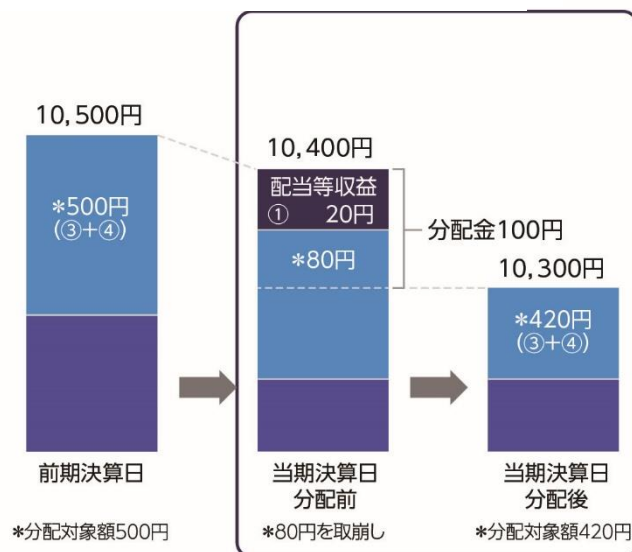 10,500円
*500円
(③+④)
前期決算日
*分配対象額500円
10,400円
配当等収益
① 20円
*80円
分配金100円
当期決算日
分配前
*80円を取崩し
10,300円
*420円
(③+④)
当期決算日
分配後
*分配対象額420円